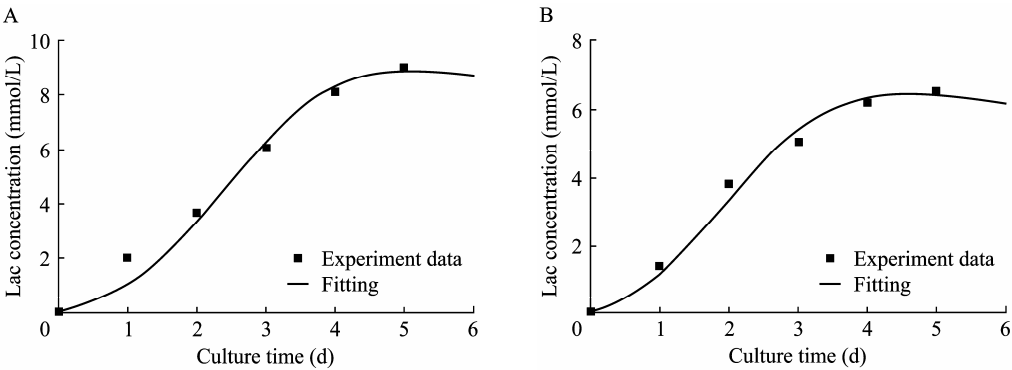 A
Lac concentration (mmol/L)
10
8
6
4
2
0
1
2
3
4
5
6
Culture time (d)
Experiment data
Fitting
B
Lac concentration (mmol/L)
8
6
4
2
0
1
2
3
4
5
6
Culture time (d)
Experiment data
Fitting